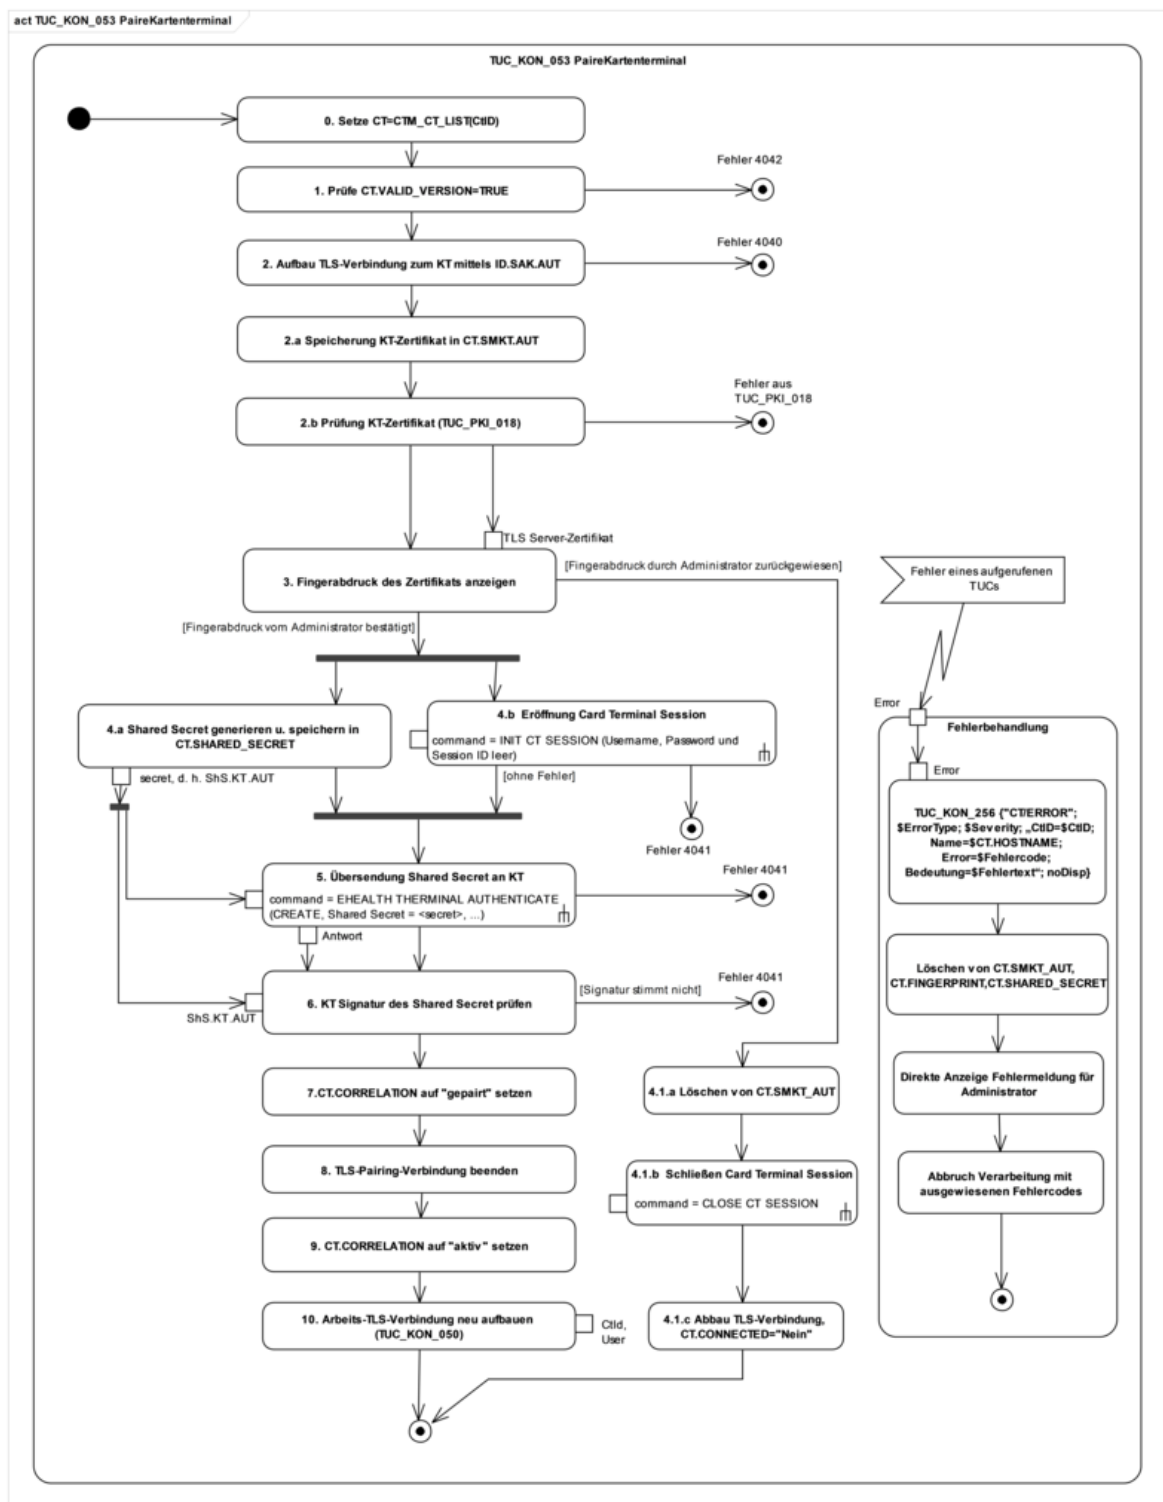 act TUC_KON_053 PaireKartenterminal
TUC_KON_053 PaireKartenterminal
0. Setze CT=CTM_CT_LIST(CtID)
Fehler 4042
1. Prüfe CT.VALID_VERSION=TRUE
Fehler 4040
2. Aufbau TLS-Verbindung zum KT mittels ID.SAK.AUT
2.a Speicherung KT-Zertifikat in CT.SMKT.AUT
Fehler aus
TUC_PKI_018
2.b Prüfung KT-Zertifikat (TUC_PKI_018)
TLS Server-Zertifikat
[Fingerabdruck durch Administrator zurückgewiesen]
3. Fingerabdruck des Zertifikats anzeigen
[Fingerabdruck vom Administrator bestätigt]
4.a Shared Secret generieren u. speichern in
CT.SHARED_SECRET
secret, d. h. ShS.KT.AUT
4.b Eröffnung Card Terminal Session
command = INIT CT SESSION (Username, Password und
Session ID leer)
[ohne Fehler]
Fehler 4041
5. Übersendung Shared Secret an KT
command = EHEALTH THERMINAL AUTHENTICATE
(CREATE, Shared Secret = <secret>, ...)
Fehler 4041
Antwort
6. KT Signatur des Shared Secret prüfen
[Signatur stimmt nicht]
Fehler 4041
ShS.KT.AUT
7.CT.CORRELATION auf "gepairt" setzen
8. TLS-Pairing-Verbindung beenden
9. CT.CORRELATION auf "aktiv" setzen
10. Arbeits-TLS-Verbindung neu aufbauen
(TUC_KON_050)
CtId,
User
4.1.a Löschen von CT.SMKT_AUT
4.1.b Schließen Card Terminal Session
command = CLOSE CT SESSION
4.1.c Abbau TLS-Verbindung,
CT.CONNECTED="Nein"
Fehler eines aufgerufenen
TUCs
Error
Fehlerbehandlung
Error
TUC_KON_256 {"CT/ERROR";
$ErrorType; $Severity; „CtID=$CtID;
Name=$CT.HOSTNAME;
Error=$Fehlercode;
Bedeutung=$Fehlertext“; noDisp}
Löschen von CT.SMKT_AUT,
CT.FINGERPRINT,CT.SHARED_SECRET
Direkte Anzeige Fehlermeldung für
Administrator
Abbruch Verarbeitung mit
ausgewiesenen Fehlercodes